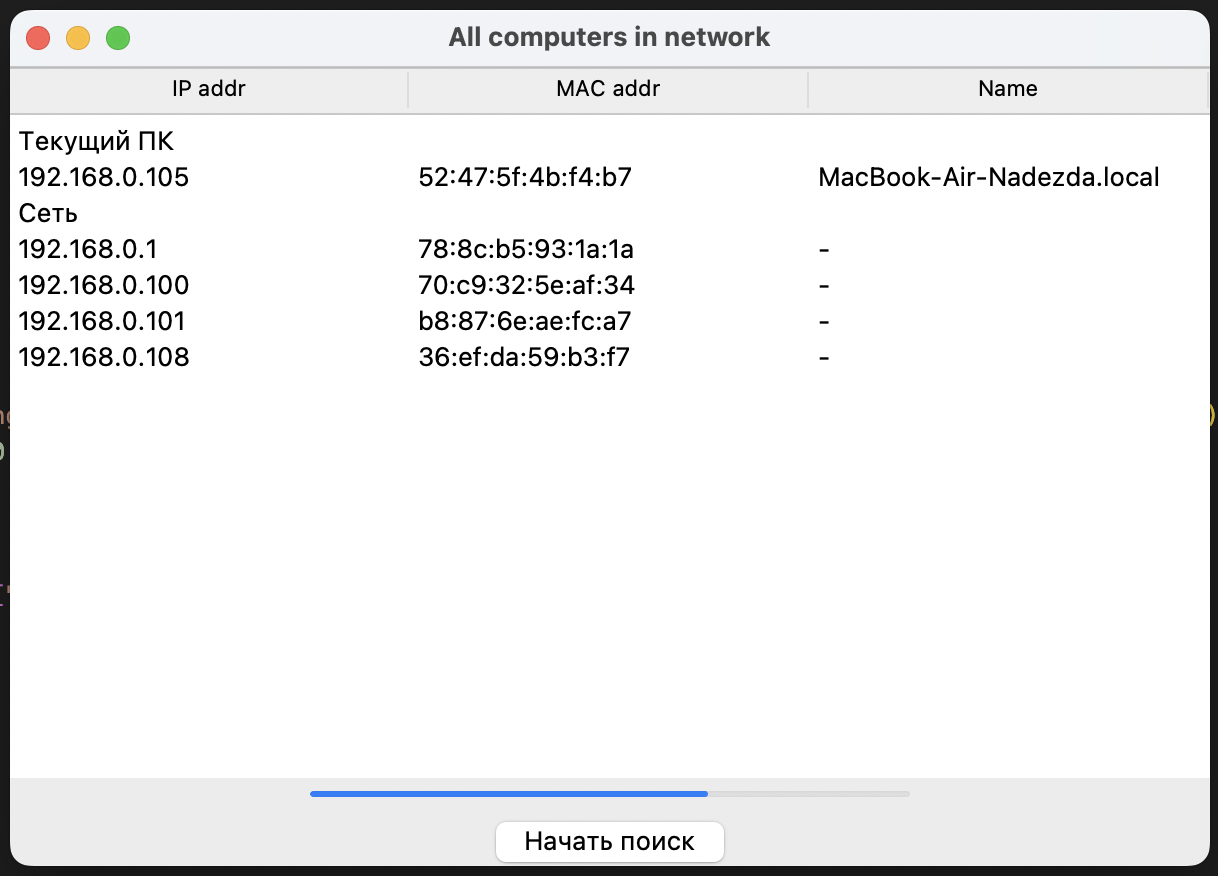 All computers in network
IP addr MAC addr Name
Текущий ПК
192.168.0.105 52:47:5f:4b:f4:b7 MacBook-Air-Nadezda.local
Сеть
192.168.0.1 78:8c:b5:93:1a:1a -
192.168.0.100 70:c9:32:5e:af:34 -
192.168.0.101 b8:87:6e:ae:fc:a7 -
192.168.0.108 36:ef:da:59:b3:f7 -
Начать поиск